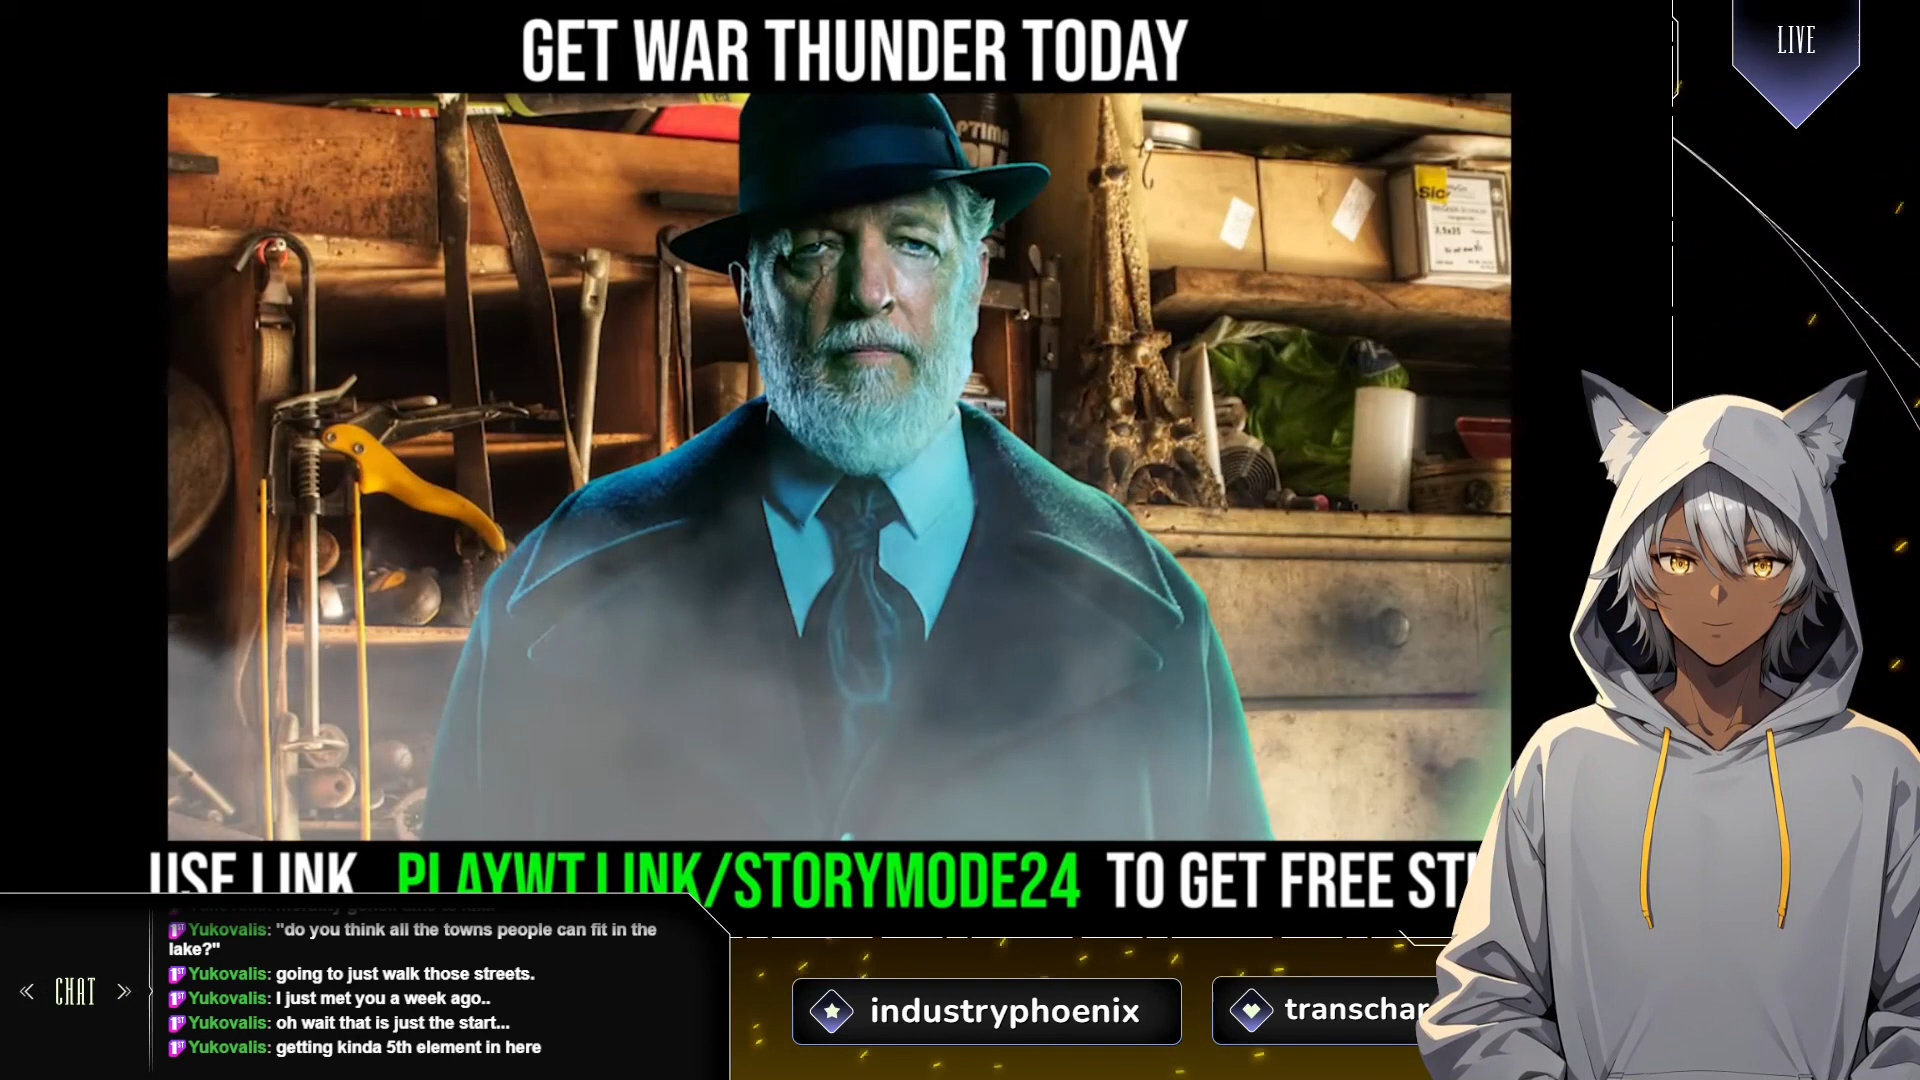 GET WAR THUNDER TODAY
LIVE
PTIMA
Sic
USE LINK PLAYWT.LINK/STORYMODE24 TO GET FREE
Yukovalis: "do you think all the towns people can fit in the
lake?"
Yukovalis: going to just walk those streets.
Yukovalis: I just met you a week ago..
Yukovalis: oh wait that is just the start...
Yukovalis: getting kinda 5th element in here
« CHAT »
industryphoenix
transchar